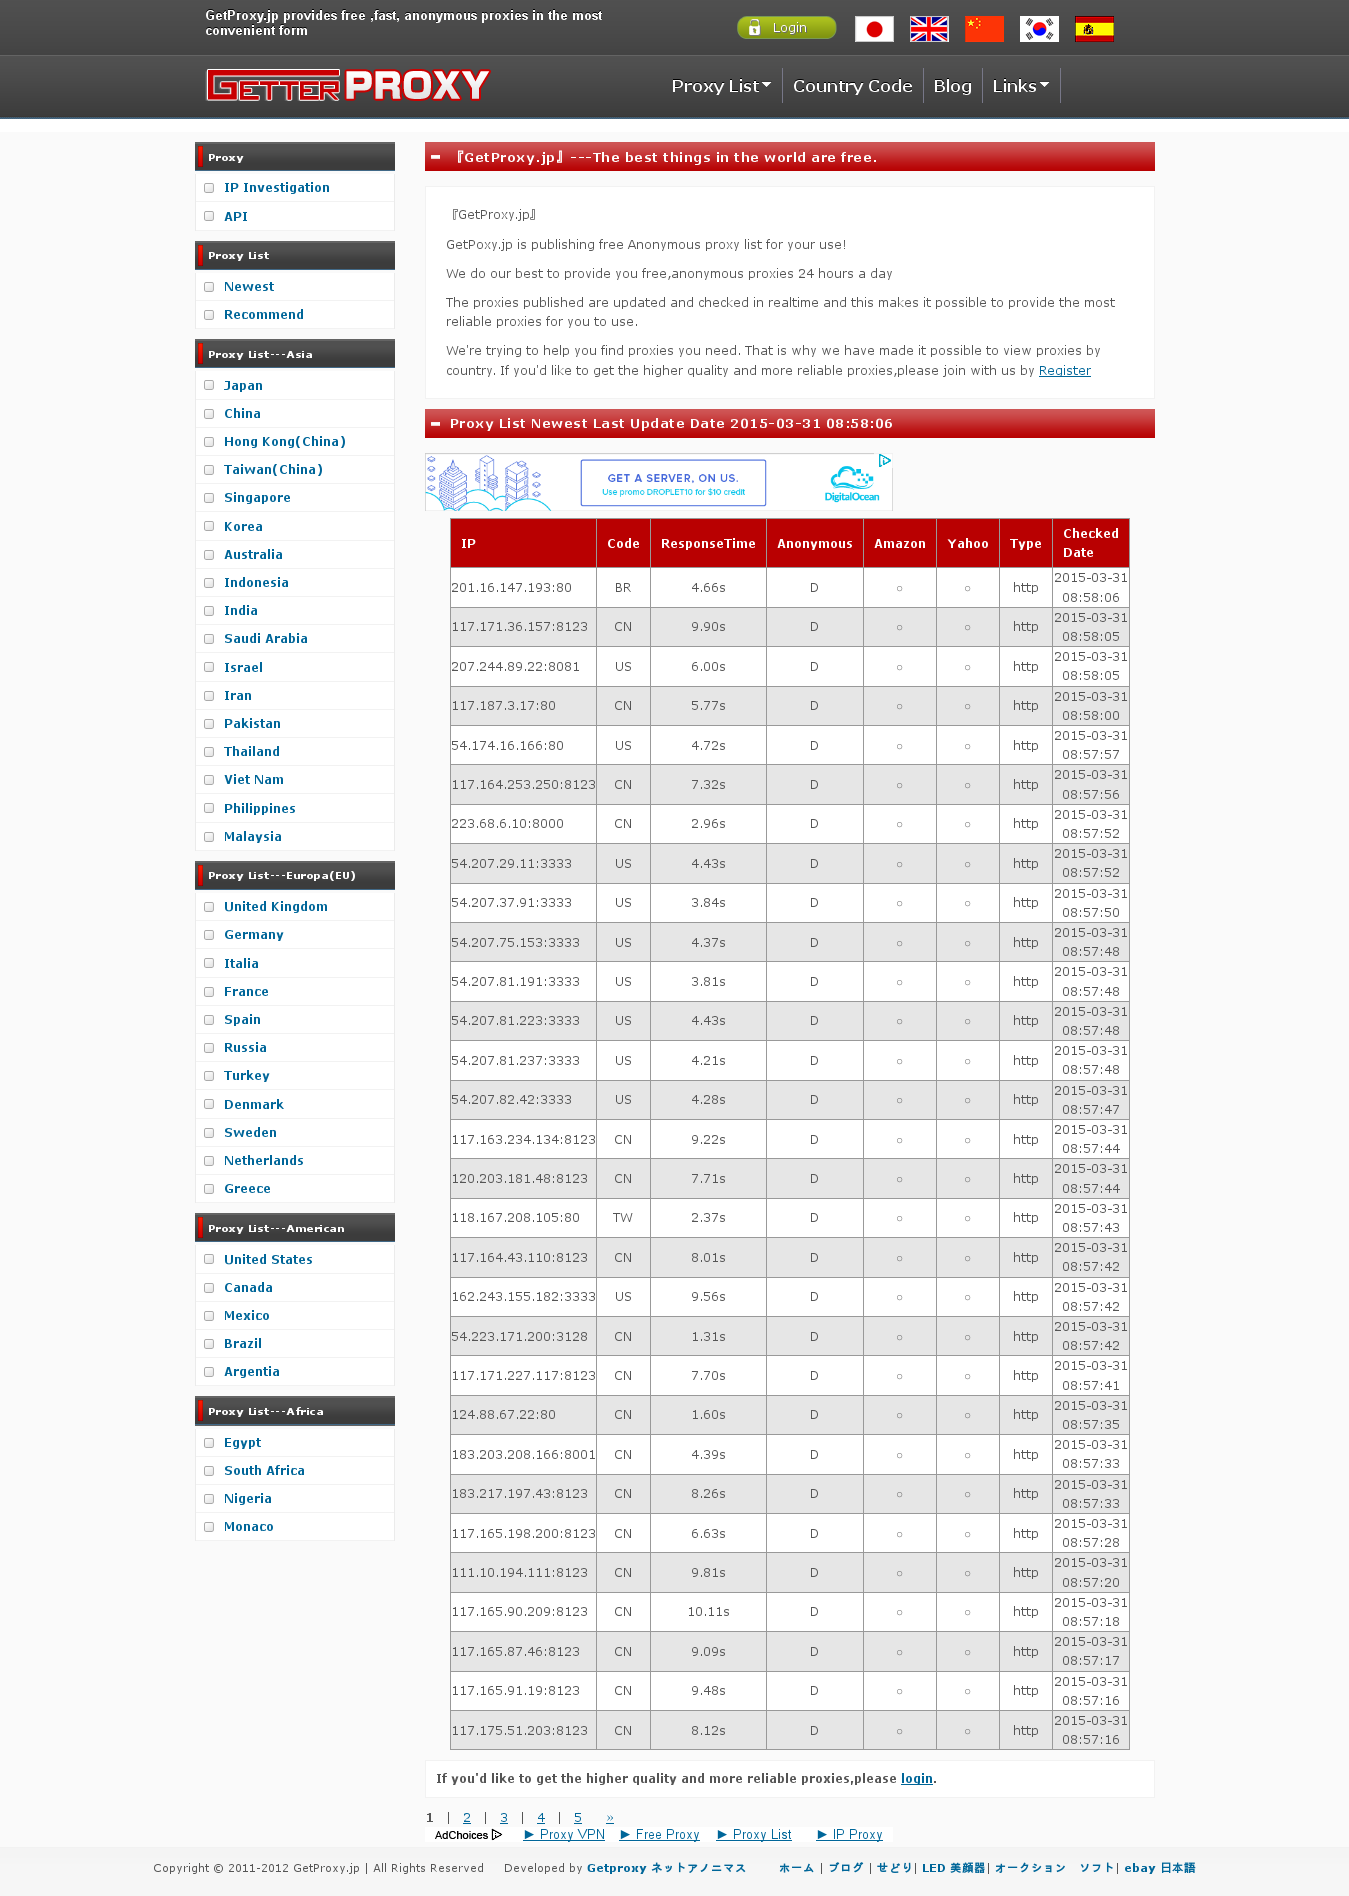 GetProxy.jp provides free ,fast, anonymous proxies in the most
convenient form
Login
GETTERPROXY
Proxy List
Country Code
Blog
Links
Proxy
IP Investigation
API
Proxy List
Newest
Recommend
Proxy List---Asia
Japan
China
Hong Kong(China)
Taiwan(China)
Singapore
Korea
Australia
Indonesia
India
Saudi Arabia
Israel
Iran
Pakistan
Thailand
Viet Nam
Philippines
Malaysia
Proxy List---Europa(EU)
United Kingdom
Germany
Italia
France
Spain
Russia
Turkey
Denmark
Sweden
Netherlands
Greece
Proxy List---American
United States
Canada
Mexico
Brazil
Argentia
Proxy List---Africa
Egypt
South Africa
Nigeria
Monaco
『GetProxy.jp』---The best things in the world are free.
『GetProxy.jp』
GetPoxy.jp is publishing free Anonymous proxy list for your use!
We do our best to provide you free,anonymous proxies 24 hours a day
The proxies published are updated and checked in realtime and this makes it possible to provide the most
reliable proxies for you to use.
We're trying to help you find proxies you need. That is why we have made it possible to view proxies by
country. If you'd like to get the higher quality and more reliable proxies,please join with us by Register
Proxy List Newest Last Update Date 2015-03-31 08:58:06
GET A SERVER, ON US.
Use promo DROPLET10 for $10 credit
DigitalOcean
IP Code ResponseTime Anonymous Amazon Yahoo Type Checked Date
201.16.147.193:80 BR 4.66s D ○ ○ http 2015-03-31 08:58:06
117.171.36.157:8123 CN 9.90s D ○ ○ http 2015-03-31 08:58:05
207.244.89.22:8081 US 6.00s D ○ ○ http 2015-03-31 08:58:05
117.187.3.17:80 CN 5.77s D ○ ○ http 2015-03-31 08:58:00
54.174.16.166:80 US 4.72s D ○ ○ http 2015-03-31 08:57:57
117.164.253.250:8123 CN 7.32s D ○ ○ http 2015-03-31 08:57:56
223.68.6.10:8000 CN 2.96s D ○ ○ http 2015-03-31 08:57:52
54.207.29.11:3333 US 4.43s D ○ ○ http 2015-03-31 08:57:52
54.207.37.91:3333 US 3.84s D ○ ○ http 2015-03-31 08:57:50
54.207.75.153:3333 US 4.37s D ○ ○ http 2015-03-31 08:57:48
54.207.81.191:3333 US 3.81s D ○ ○ http 2015-03-31 08:57:48
54.207.81.223:3333 US 4.43s D ○ ○ http 2015-03-31 08:57:48
54.207.81.237:3333 US 4.21s D ○ ○ http 2015-03-31 08:57:48
54.207.82.42:3333 US 4.28s D ○ ○ http 2015-03-31 08:57:47
117.163.234.134:8123 CN 9.22s D ○ ○ http 2015-03-31 08:57:44
120.203.181.48:8123 CN 7.71s D ○ ○ http 2015-03-31 08:57:44
118.167.208.105:80 TW 2.37s D ○ ○ http 2015-03-31 08:57:43
117.164.43.110:8123 CN 8.01s D ○ ○ http 2015-03-31 08:57:42
162.243.155.182:3333 US 9.56s D ○ ○ http 2015-03-31 08:57:42
54.223.171.200:3128 CN 1.31s D ○ ○ http 2015-03-31 08:57:42
117.171.227.117:8123 CN 7.70s D ○ ○ http 2015-03-31 08:57:41
124.88.67.22:80 CN 1.60s D ○ ○ http 2015-03-31 08:57:35
183.203.208.166:8001 CN 4.39s D ○ ○ http 2015-03-31 08:57:33
183.217.197.43:8123 CN 8.26s D ○ ○ http 2015-03-31 08:57:33
117.165.198.200:8123 CN 6.63s D ○ ○ http 2015-03-31 08:57:28
111.10.194.111:8123 CN 9.81s D ○ ○ http 2015-03-31 08:57:20
117.165.90.209:8123 CN 10.11s D ○ ○ http 2015-03-31 08:57:18
117.165.87.46:8123 CN 9.09s D ○ ○ http 2015-03-31 08:57:17
117.165.91.19:8123 CN 9.48s D ○ ○ http 2015-03-31 08:57:16
117.175.51.203:8123 CN 8.12s D ○ ○ http 2015-03-31 08:57:16
If you'd like to get the higher quality and more reliable proxies,please login.
1 | 2 | 3 | 4 | 5 »
AdChoices ► Proxy VPN ► Free Proxy ► Proxy List ► IP Proxy
Copyright © 2011-2012 GetProxy.jp | All Rights Reserved Developed by Getproxy ネットアノニマス ホーム | ブログ | せどり| LED 美顔器| オークション ソフト| ebay 日本語